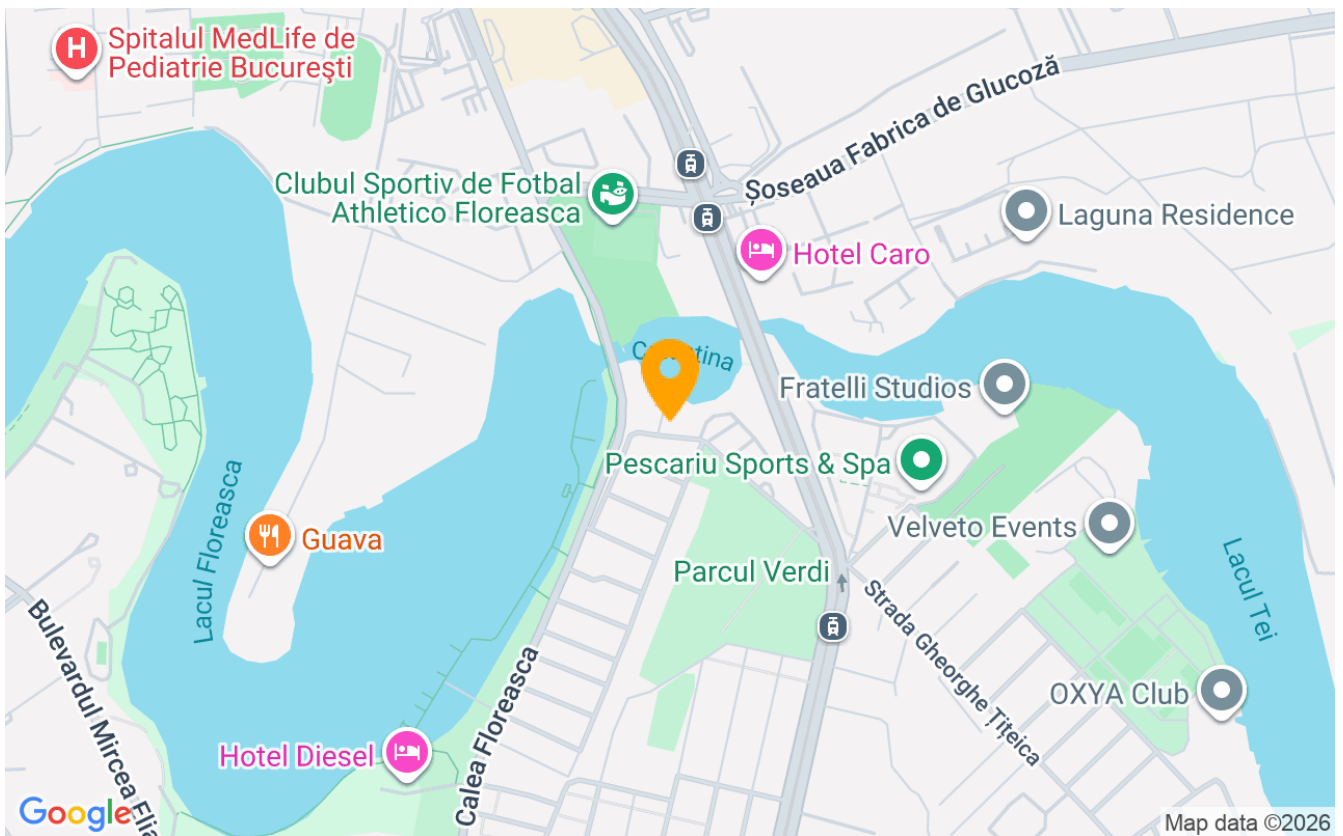 Spitalul MedLife de
Pediatrie București
Șoseaua Fabrica de Glucoză
Clubul Sportiv de Fotbal
Athletico Floreasca
Laguna Residence
Hotel Caro
Fratelli Studios
Pescariu Sports & Spa
Lacul Floreasca
Guava
Velveto Events
Parcul Verdi
Lacul Tei
Strada Gheorghe Țițeica
Bulevardul Mircea Elia
Calea Floreasca
OXYA Club
Hotel Diesel
Google
Map data ©2026